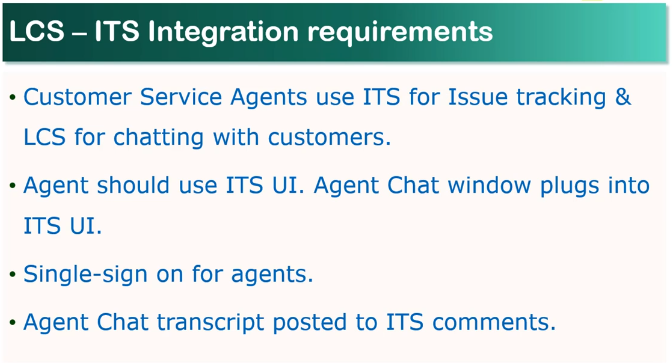 LCS – ITS Integration requirements
• Customer Service Agents use ITS for Issue tracking &
LCS for chatting with customers.
• Agent should use ITS UI. Agent Chat window plugs into
ITS UI.
• Single-sign on for agents.
• Agent Chat transcript posted to ITS comments.